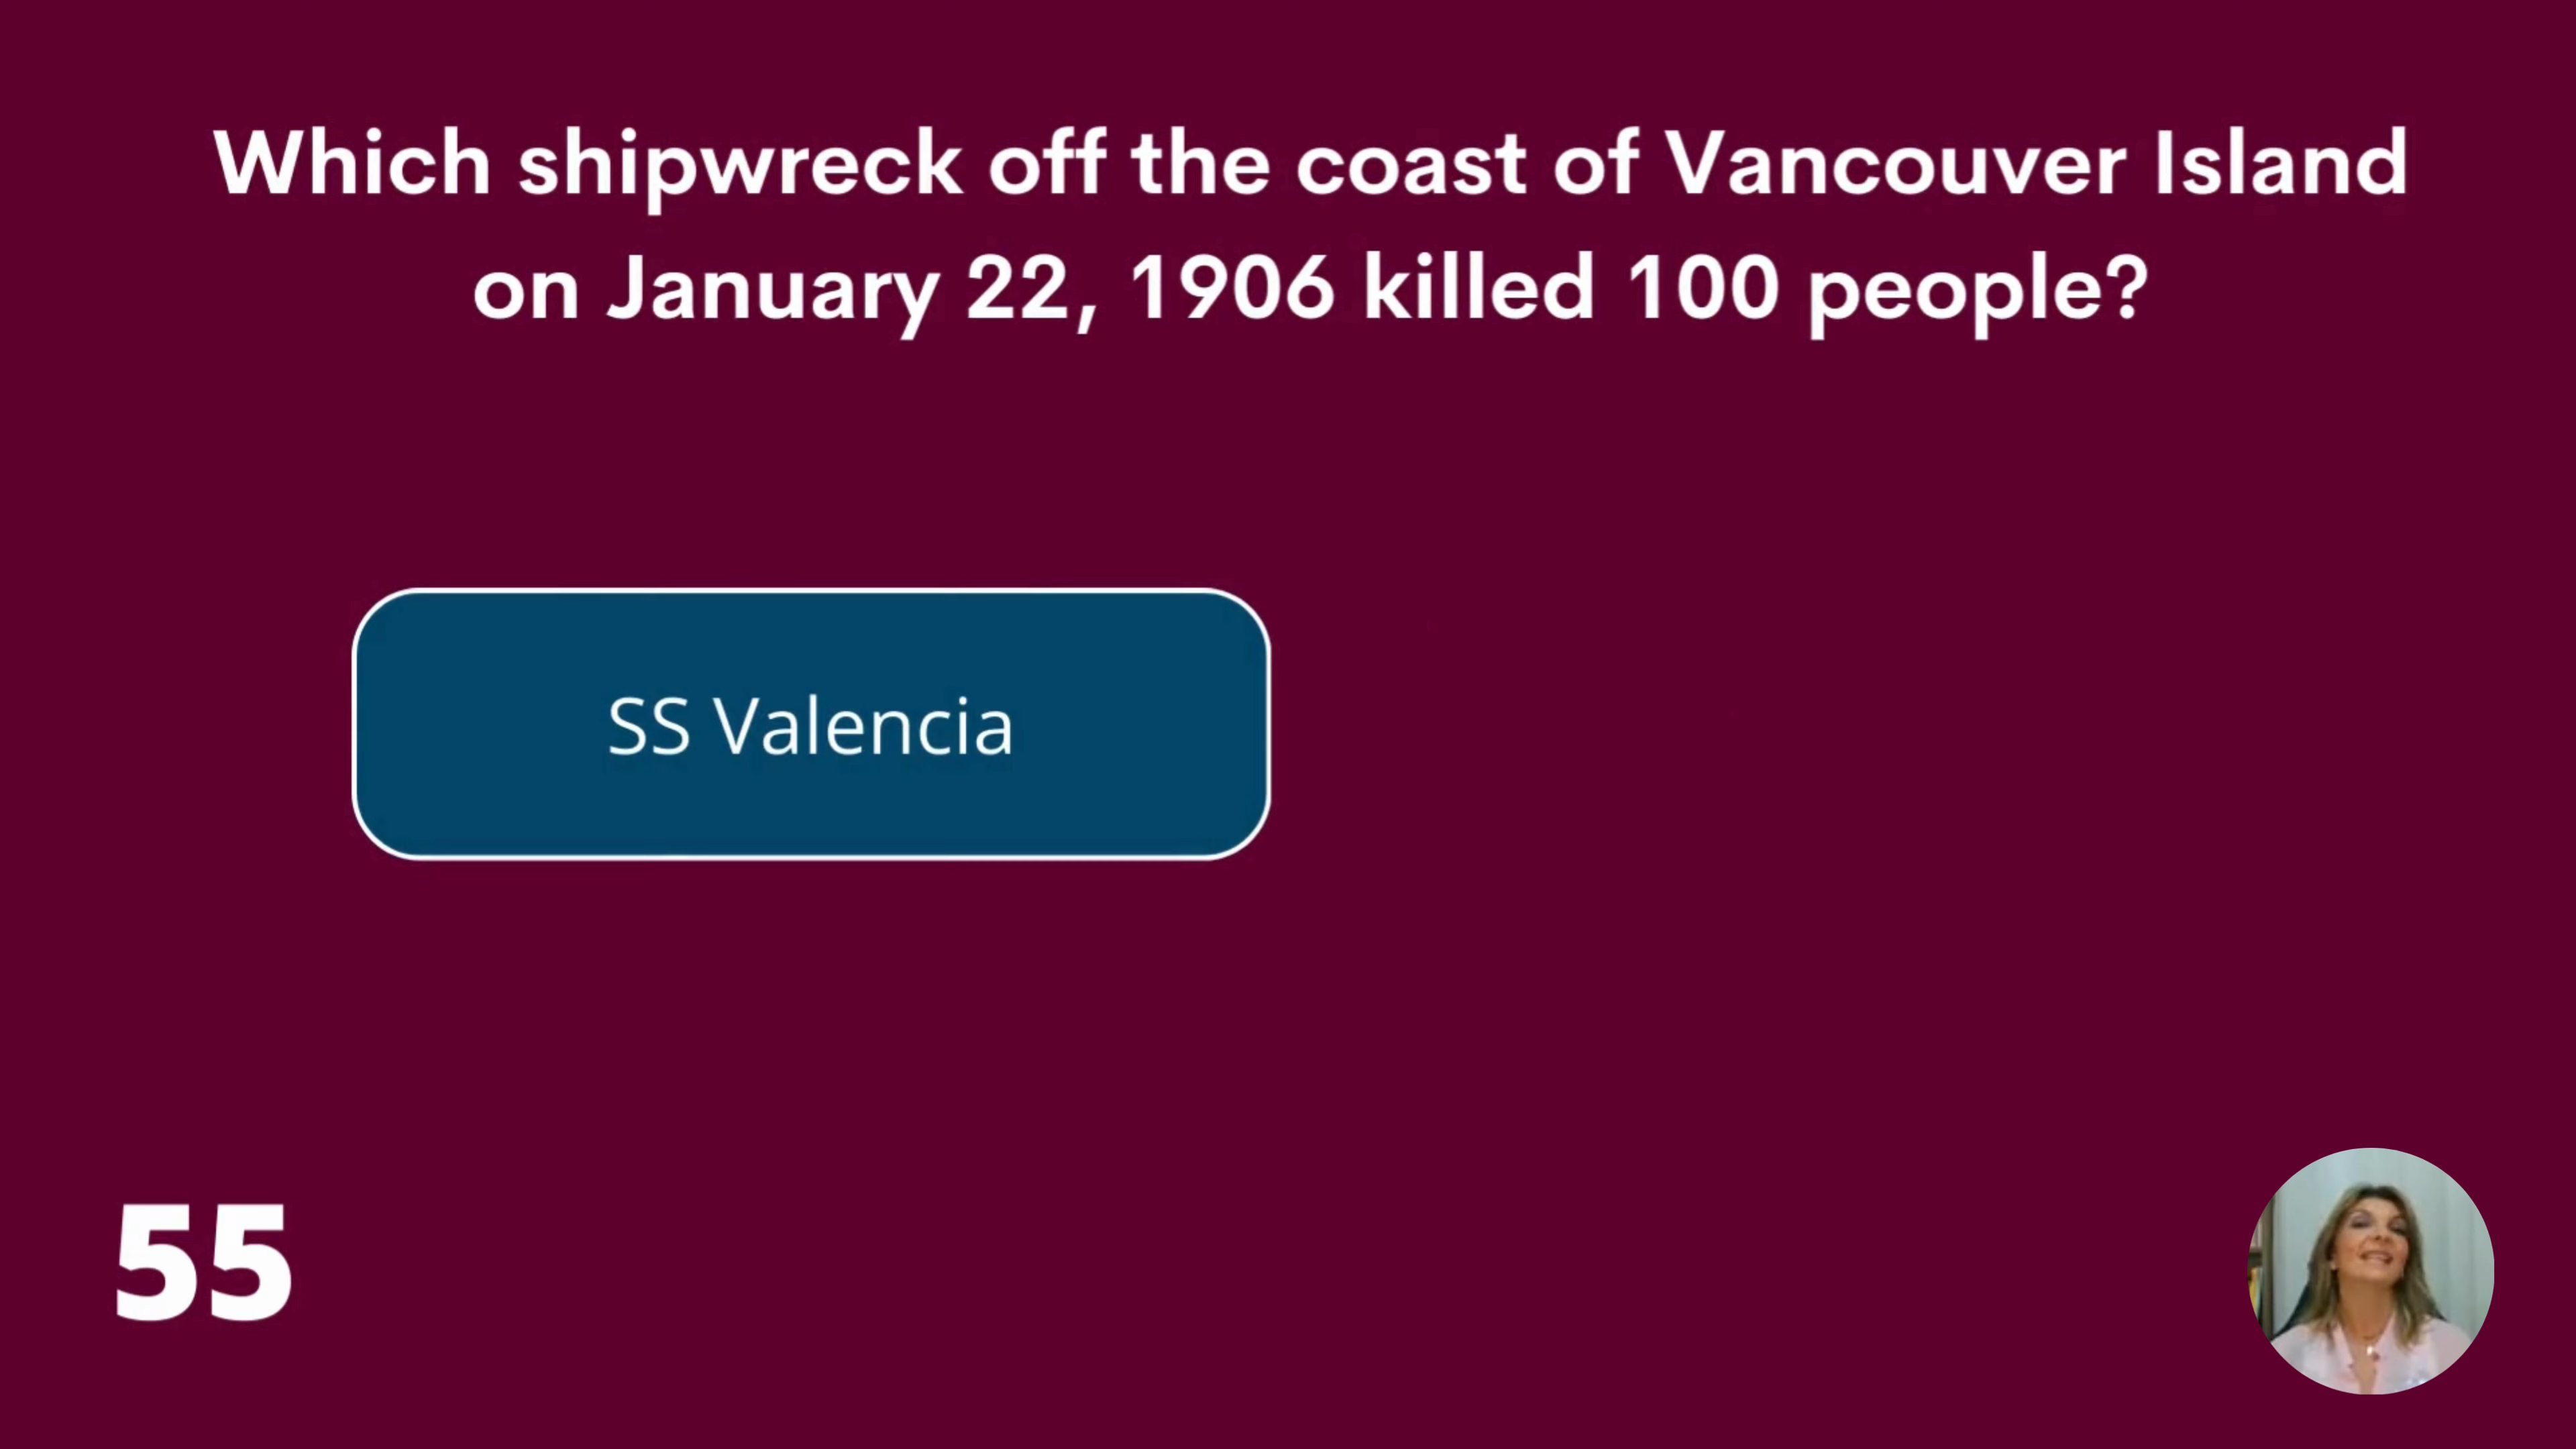 Which shipwreck off the coast of Vancouver Island
on January 22, 1906 killed 100 people?
SS Valencia
55